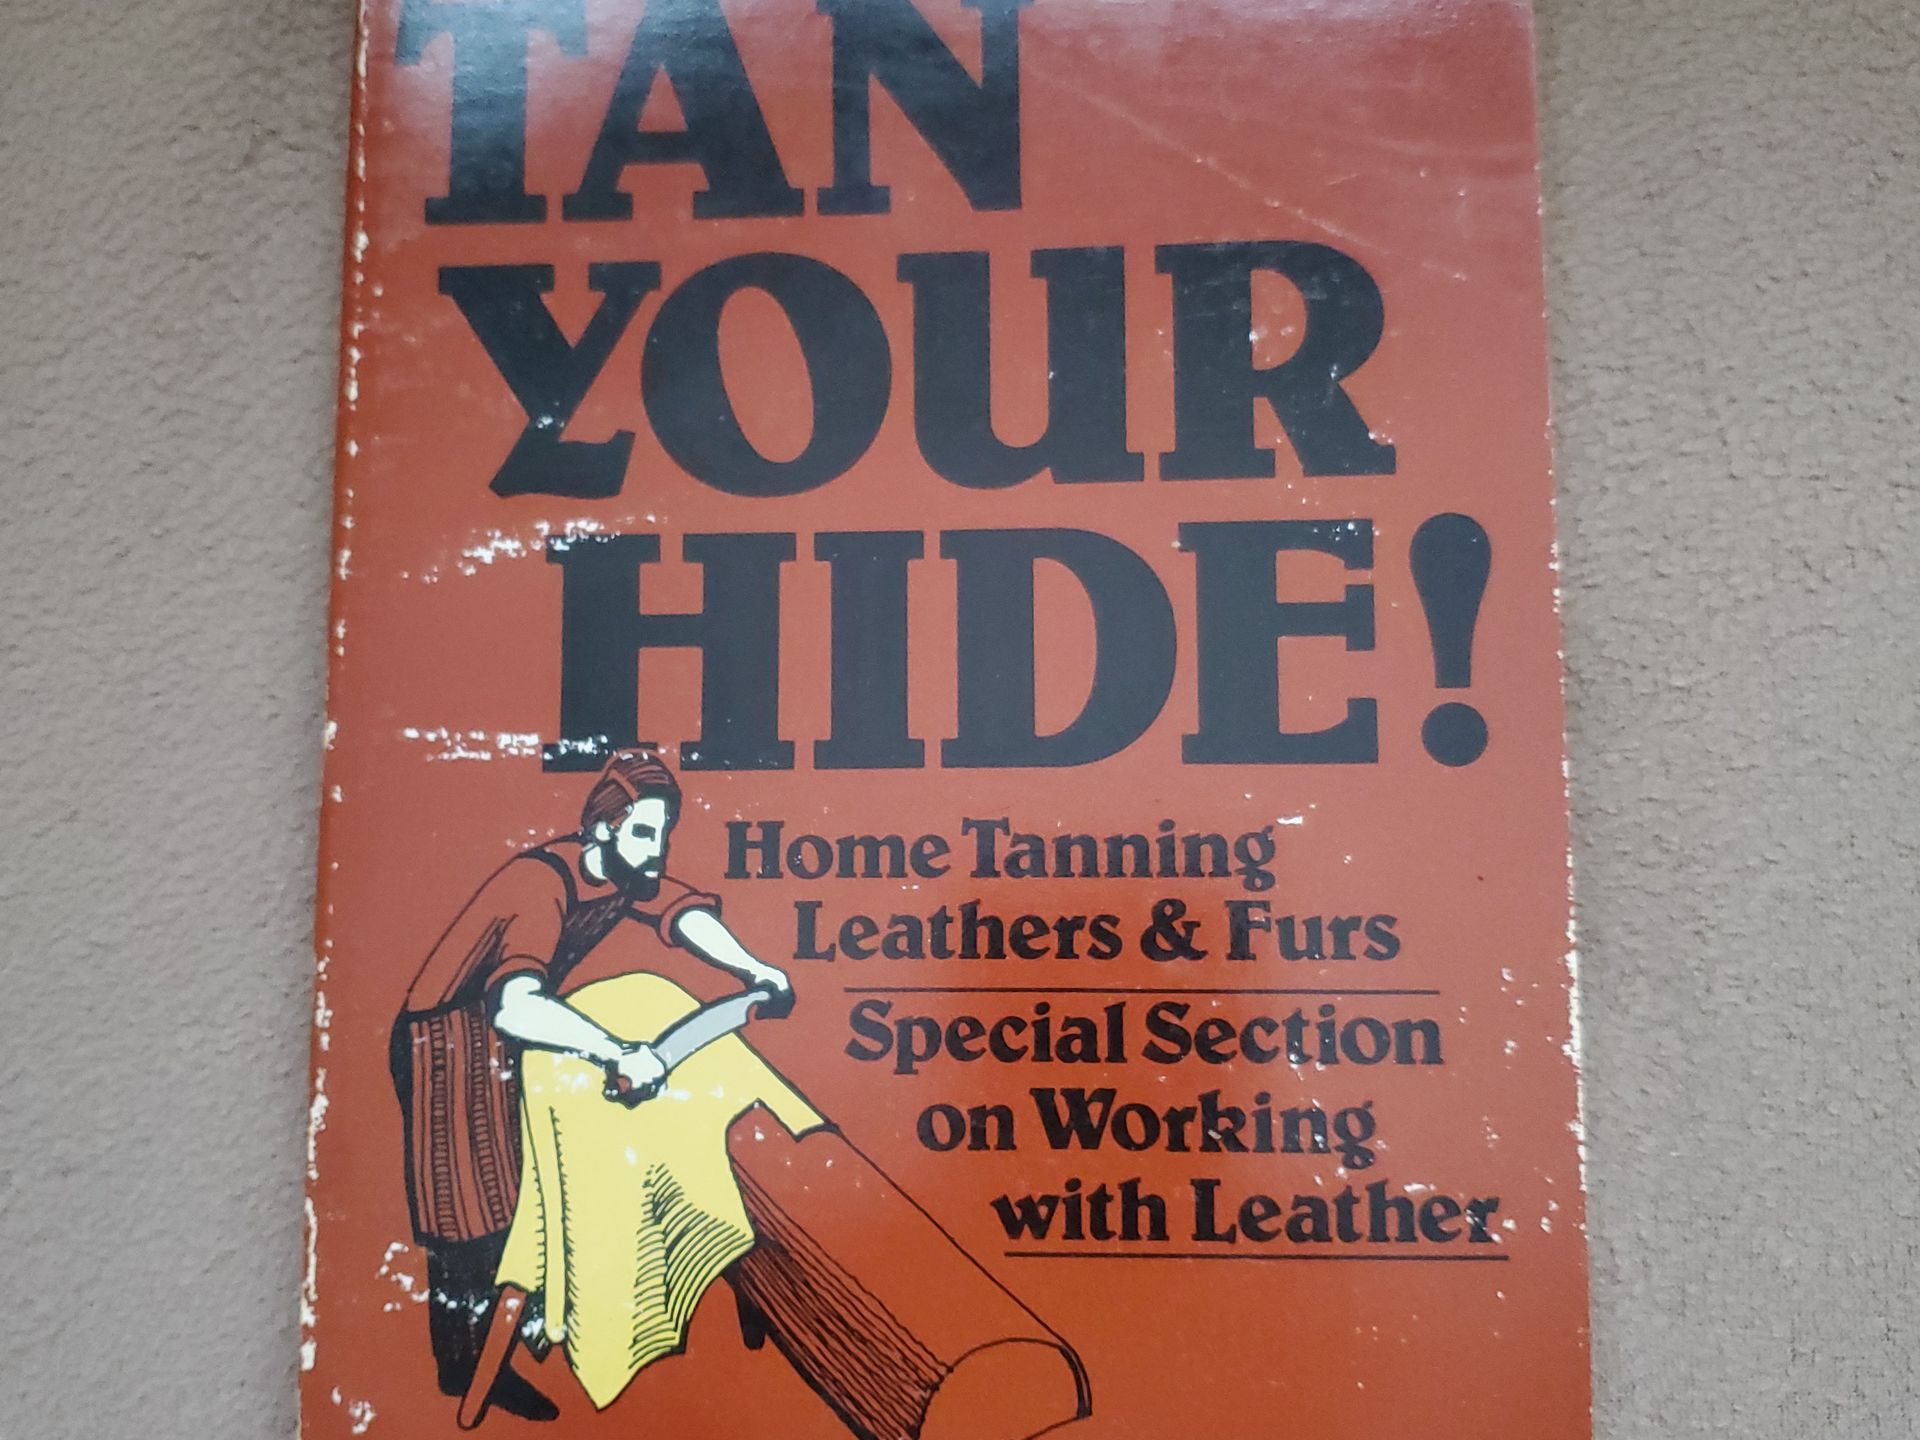 TAN
YOUR
HIDE!
Home Tanning
Leathers & Furs
Special Section
on Working
with Leather